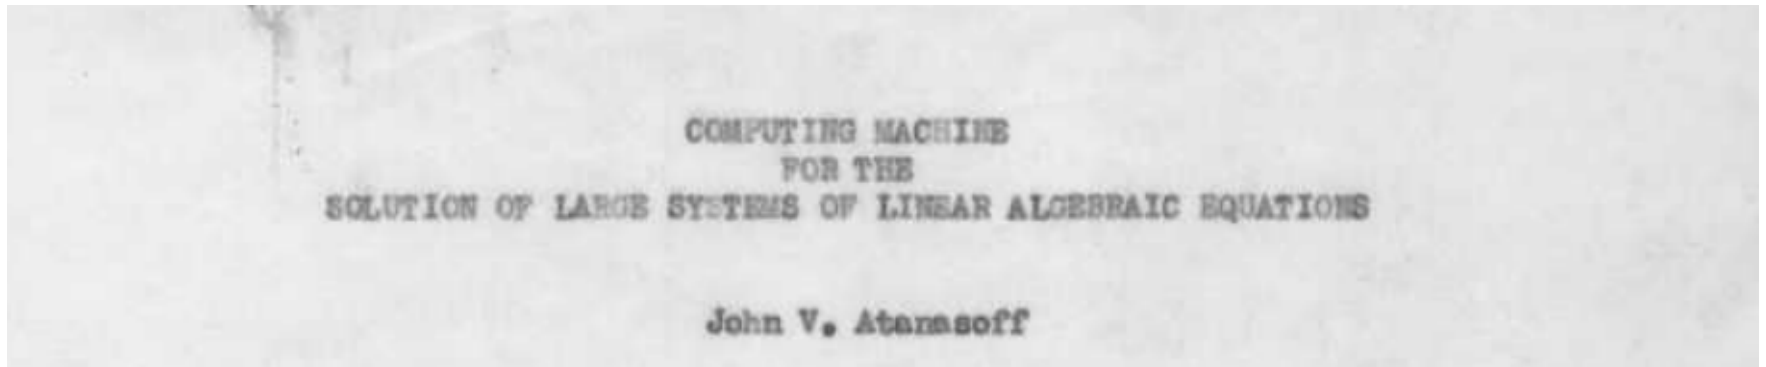 COMPUTING MACHINE
FOR THE
SOLUTION OF LARGE SYSTEMS OF LINEAR ALGEBRAIC EQUATIONS
John V. Atanasoff